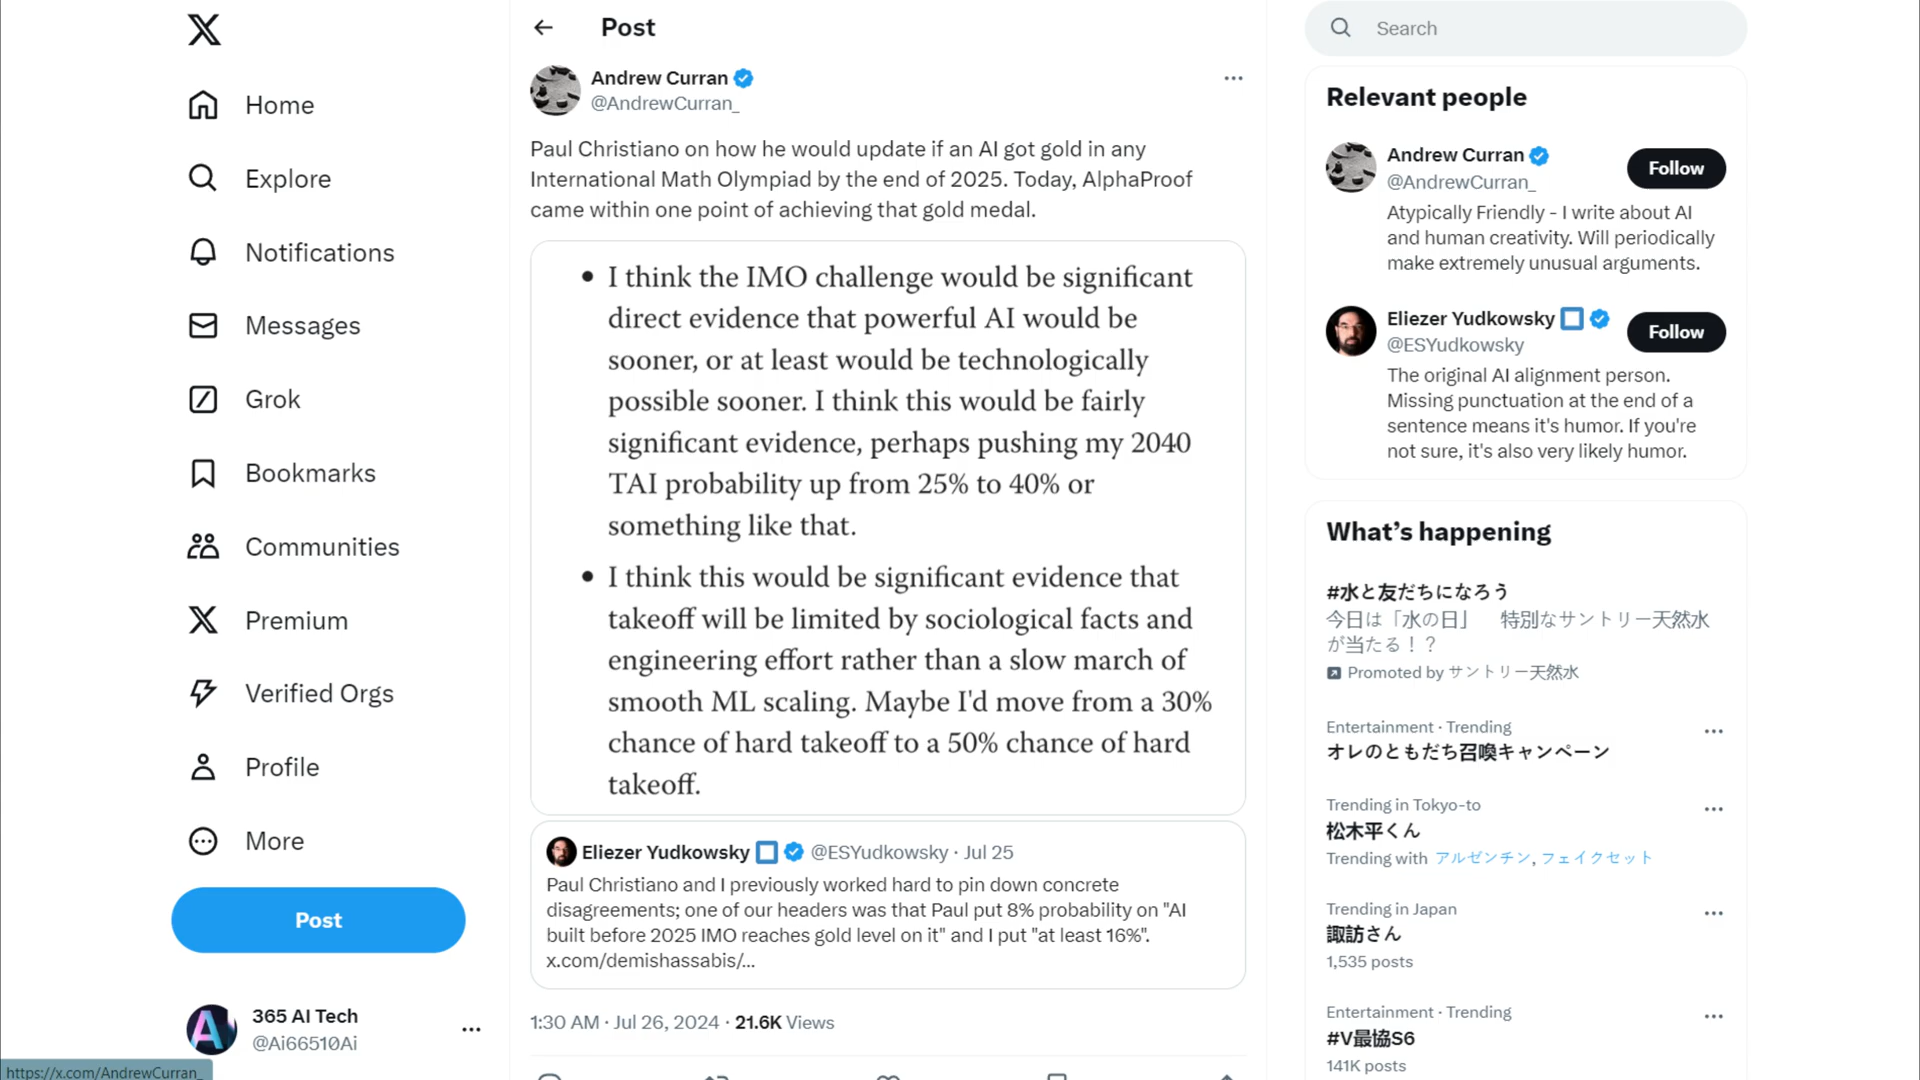 Home
Explore
Notifications
Messages
Grok
Bookmarks
Communities
Premium
Verified Orgs
Profile
More
Post
365 AI Tech
@Ai66510Ai
https://x.com/AndrewCurran_
Post
Andrew Curran
@AndrewCurran_
Paul Christiano on how he would update if an AI got gold in any
International Math Olympiad by the end of 2025. Today, AlphaProof
came within one point of achieving that gold medal.
• I think the IMO challenge would be significant
direct evidence that powerful AI would be
sooner, or at least would be technologically
possible sooner. I think this would be fairly
significant evidence, perhaps pushing my 2040
TAI probability up from 25% to 40% or
something like that.
• I think this would be significant evidence that
takeoff will be limited by sociological facts and
engineering effort rather than a slow march of
smooth ML scaling. Maybe I'd move from a 30%
chance of hard takeoff to a 50% chance of hard
takeoff.
Eliezer Yudkowsky @ESYudkowsky · Jul 25
Paul Christiano and I previously worked hard to pin down concrete
disagreements; one of our headers was that Paul put 8% probability on "AI
built before 2025 IMO reaches gold level on it" and I put "at least 16%".
x.com/demishassabis/...
1:30 AM · Jul 26, 2024 · 21.6K Views
Search
Relevant people
Andrew Curran
@AndrewCurran_
Follow
Atypically Friendly - I write about AI
and human creativity. Will periodically
make extremely unusual arguments.
Eliezer Yudkowsky
@ESYudkowsky
Follow
The original AI alignment person.
Missing punctuation at the end of a
sentence means it's humor. If you're
not sure, it's also very likely humor.
What's happening
#水と友だちになろう
今日は「水の日」　特別なサントリー天然水
が当たる！？
Promoted by サントリー天然水
Entertainment · Trending
オレのともだち召喚キャンペーン
Trending in Tokyo-to
松木平くん
Trending with アルゼンチン, フェイクセット
Trending in Japan
諏訪さん
1,535 posts
Entertainment · Trending
#V最協S6
141K posts